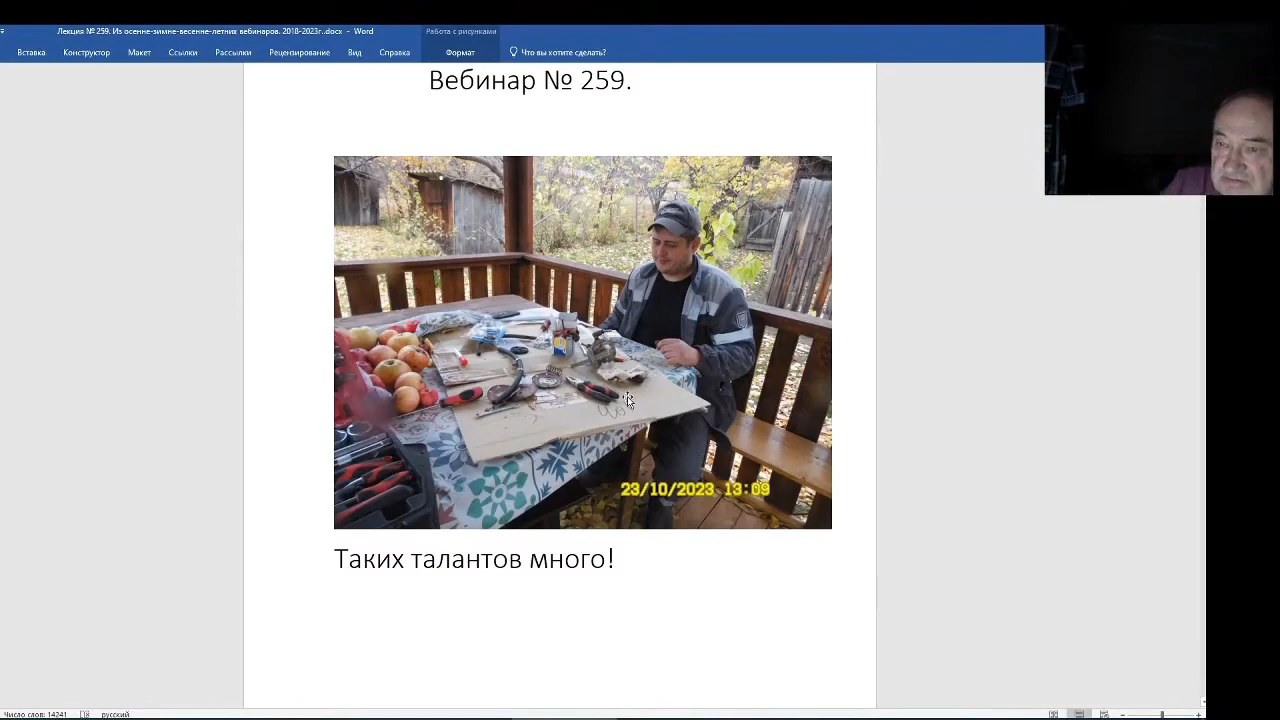 Лекция № 259. Из осенне-зимне-весенне-летних вебинаров. 2018-2023г..docx - Word
Работа с рисунками
Вставка Конструктор Макет Ссылки Рассылки Рецензирование Вид Справка Формат Что вы хотите сделать?
Вебинар № 259.
23/10/2023 13:09
Таких талантов много!
Число слов: 14241 русский